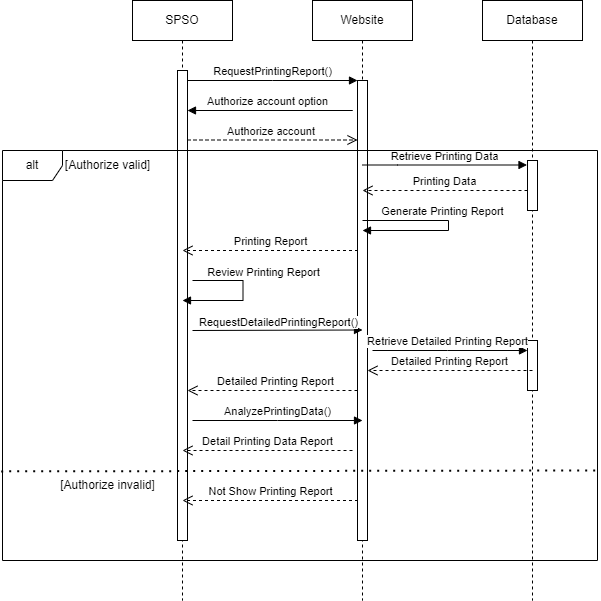 SPSO
Website
Database
RequestPrintingReport()
Authorize account option
Authorize account
alt
[Authorize valid]
Retrieve Printing Data
Printing Data
Generate Printing Report
Printing Report
Review Printing Report
RequestDetailedPrintingReport()
Retrieve Detailed Printing Report
Detailed Printing Report
Detailed Printing Report
AnalyzePrintingData()
Detail Printing Data Report
[Authorize invalid]
Not Show Printing Report